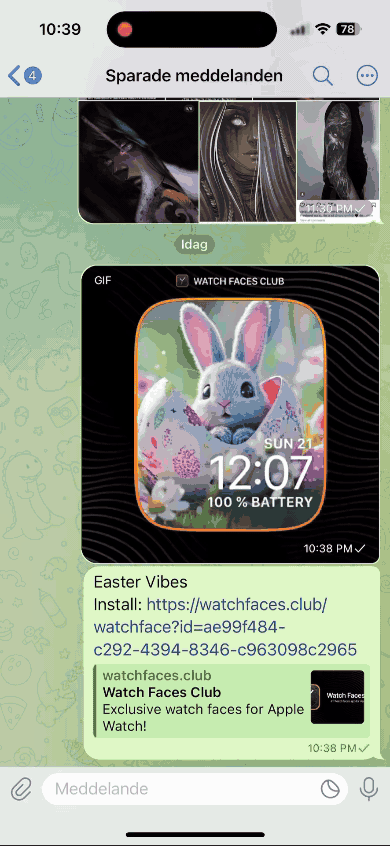 10:39
78
4
Sparade meddelanden
11:30 PM
Idag
GIF
WATCH FACES CLUB
SUN 21
12:07
100 % BATTERY
10:38 PM
Easter Vibes
Install: https://watchfaces.club/
watchface?id=ae99f484-
c292-4394-8346-c963098c2965
watchfaces.club
Watch Faces Club
Exclusive watch faces for Apple
Watch!
Watch Faces
10:38 PM
Meddelande